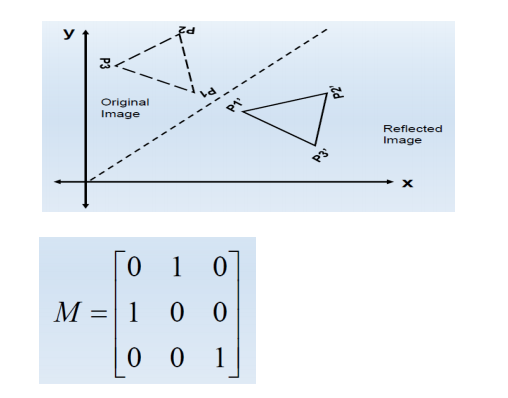 y
P2
P3
P1
Original
Image
P1'
P2'
P3'
Reflected
Image
x
M = [0 1 0
1 0 0
0 0 1]